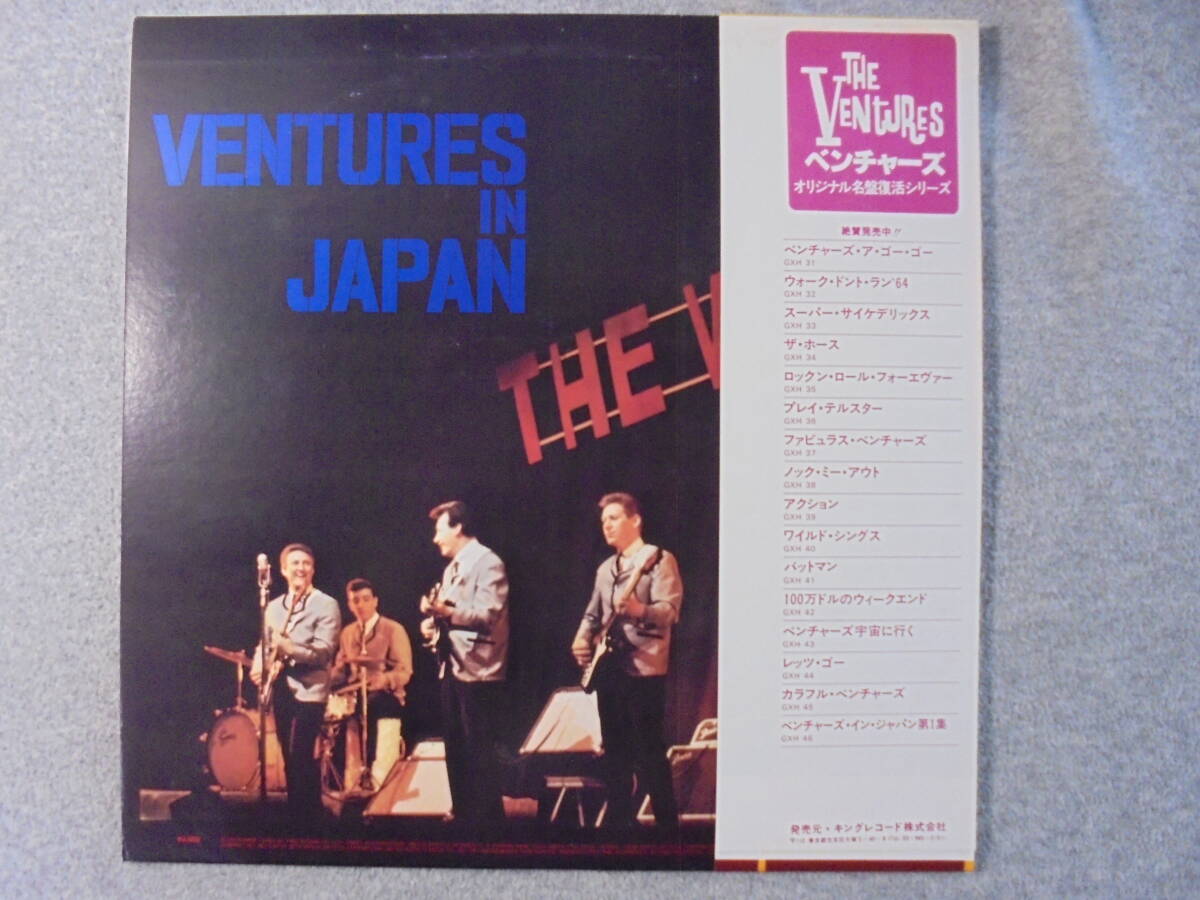 VENTURES
IN
JAPAN
THE V
THE
VENTURES
ベンチャーズ
オリジナル名盤復活シリーズ
絶賛発売中!!
ベンチャーズ・ア・ゴー・ゴー
GXH 31
ウォーク・ドント・ラン'64
GXH 32
スーパー・サイケデリックス
GXH 33
ザ・ホース
GXH 34
ロックン・ロール・フォーエヴァー
GXH 35
プレイ・テルスター
GXH 36
ファビュラス・ベンチャーズ
GXH 37
ノック・ミー・アウト
GXH 38
アクション
GXH 39
ワイルド・シングス
GXH 40
バットマン
GXH 41
100万ドルのウィークエンド
GXH 42
ベンチャーズ宇宙に行く
GXH 43
レッツ・ゴー
GXH 44
カラフル・ベンチャーズ
GXH 45
ベンチャーズ・イン・ジャパン第1集
GXH 46
発売元・キングレコード株式会社